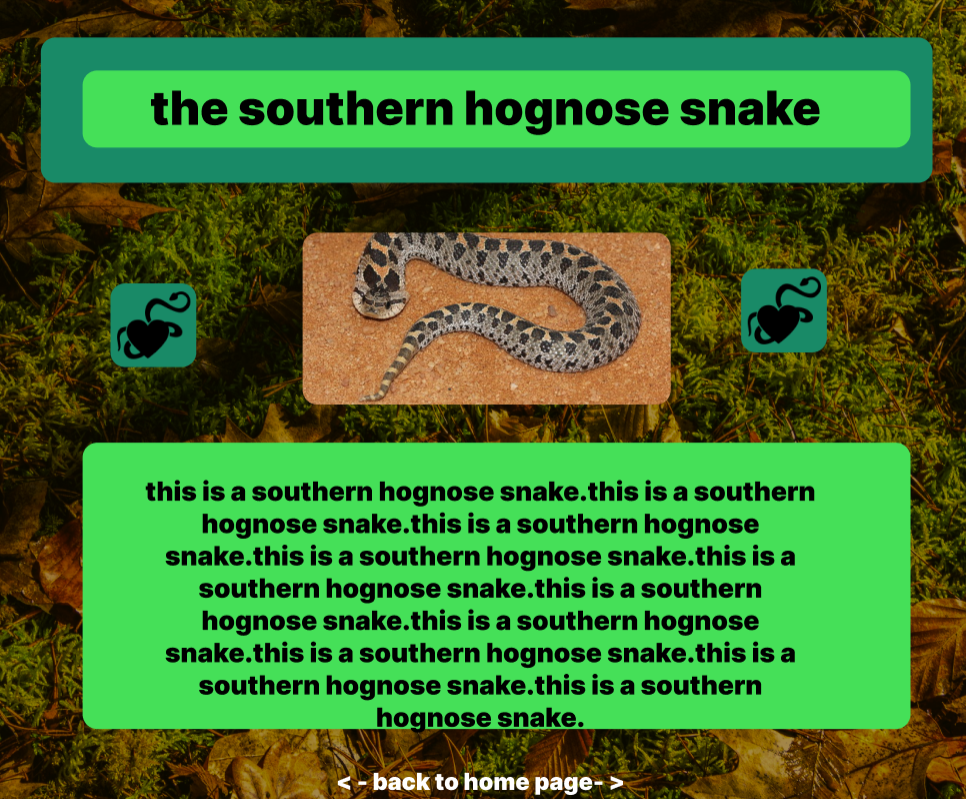 the southern hognose snake
this is a southern hognose snake.this is a southern
hognose snake.this is a southern hognose
snake.this is a southern hognose snake.this is a
southern hognose snake.this is a southern
hognose snake.this is a southern hognose
snake.this is a southern hognose snake.this is a
southern hognose snake.this is a southern
hognose snake.
< - back to home page- >